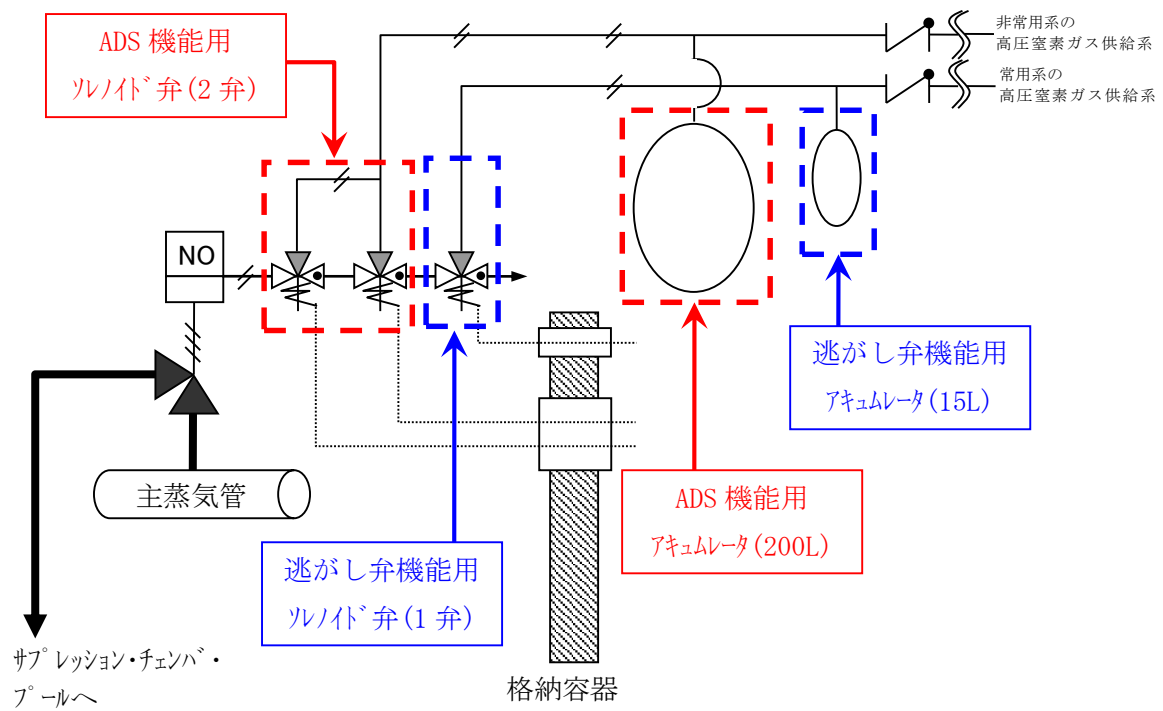 ADS 機能用
ソレノイド弁(2 弁)
非常用系の
高圧窒素ガス供給系
常用系の
高圧窒素ガス供給系
NO
逃がし弁機能用
アキュムレータ(15L)
主蒸気管
ADS 機能用
アキュムレータ(200L)
逃がし弁機能用
ソレノイド弁(1 弁)
サプレッション・チェンバ・
プールへ
格納容器